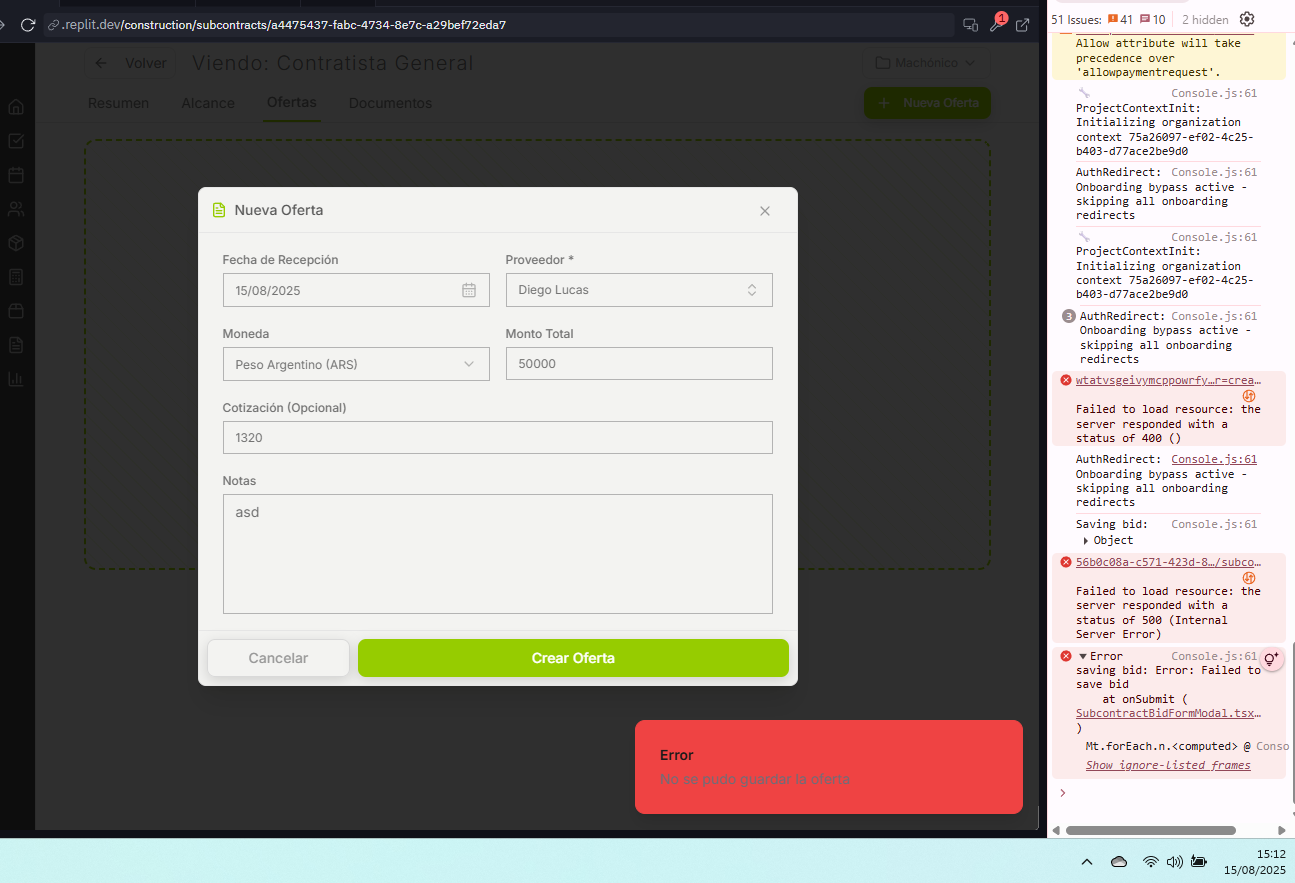 .replit.dev/construction/subcontracts/a4475437-fabc-4734-8e7c-a29bef72eda7
1
Volver
Viendo: Contratista General
Machónico
Resumen
Alcance
Ofertas
Documentos
Nueva Oferta
Nueva Oferta
Fecha de Recepción
Proveedor *
15/08/2025
Diego Lucas
Moneda
Monto Total
Peso Argentino (ARS)
50000
Cotización (Opcional)
1320
Notas
asd
Cancelar
Crear Oferta
Error
No se pudo guardar la oferta
51 Issues: 41 10 2 hidden
Allow attribute will take
precedence over
'allowpaymentrequest'.
Console.js:61
ProjectContextInit:
Initializing organization
context 75a26097-ef02-4c25-
b403-d77ace2be9d0
AuthRedirect: Console.js:61
Onboarding bypass active -
skipping all onboarding
redirects
Console.js:61
ProjectContextInit:
Initializing organization
context 75a26097-ef02-4c25-
b403-d77ace2be9d0
3 AuthRedirect: Console.js:61
Onboarding bypass active -
skipping all onboarding
redirects
wtatvsgeivymcppowrfy…r=crea…
Failed to load resource: the
server responded with a
status of 400 ()
AuthRedirect: Console.js:61
Onboarding bypass active -
skipping all onboarding
redirects
Saving bid: Console.js:61
Object
56b0c08a-c571-423d-8…/subco…
Failed to load resource: the
server responded with a
status of 500 (Internal
Server Error)
Error Console.js:61
saving bid: Error: Failed to
save bid
at onSubmit (
SubcontractBidFormModal.tsx…
)
Mt.forEach.n.<computed> @ Conso
Show ignore-listed frames
15:12
15/08/2025